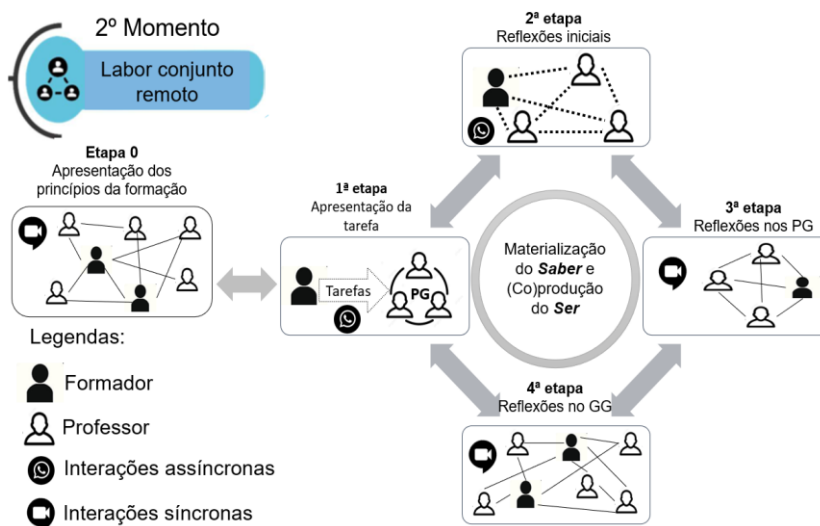 2º Momento
Labor conjunto
remoto
2ª etapa
Reflexões iniciais
Etapa 0
Apresentação dos
princípios da formação
1ª etapa
Apresentação da
tarefa
Tarefas
PG
Materialização
do Saber e
(Co)produção
do Ser
3ª etapa
Reflexões nos PG
4ª etapa
Reflexões no GG
Legendas:
Formador
Professor
Interações assíncronas
Interações síncronas